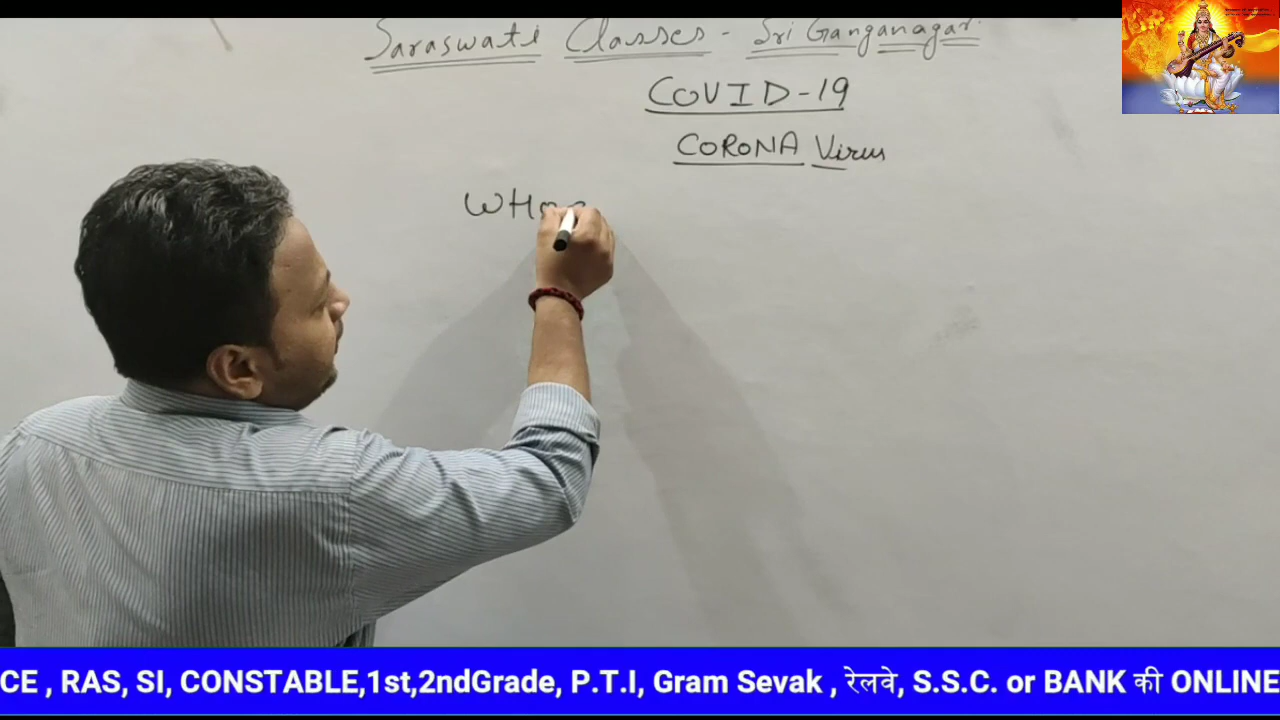 Saraswati Classes - Sri Ganganagar
COVID-19
CORONA Virus
WHO
CE , RAS, SI, CONSTABLE,1st,2ndGrade, P.T.I, Gram Sevak , रेलवे, S.S.C. or BANK की ONLINE